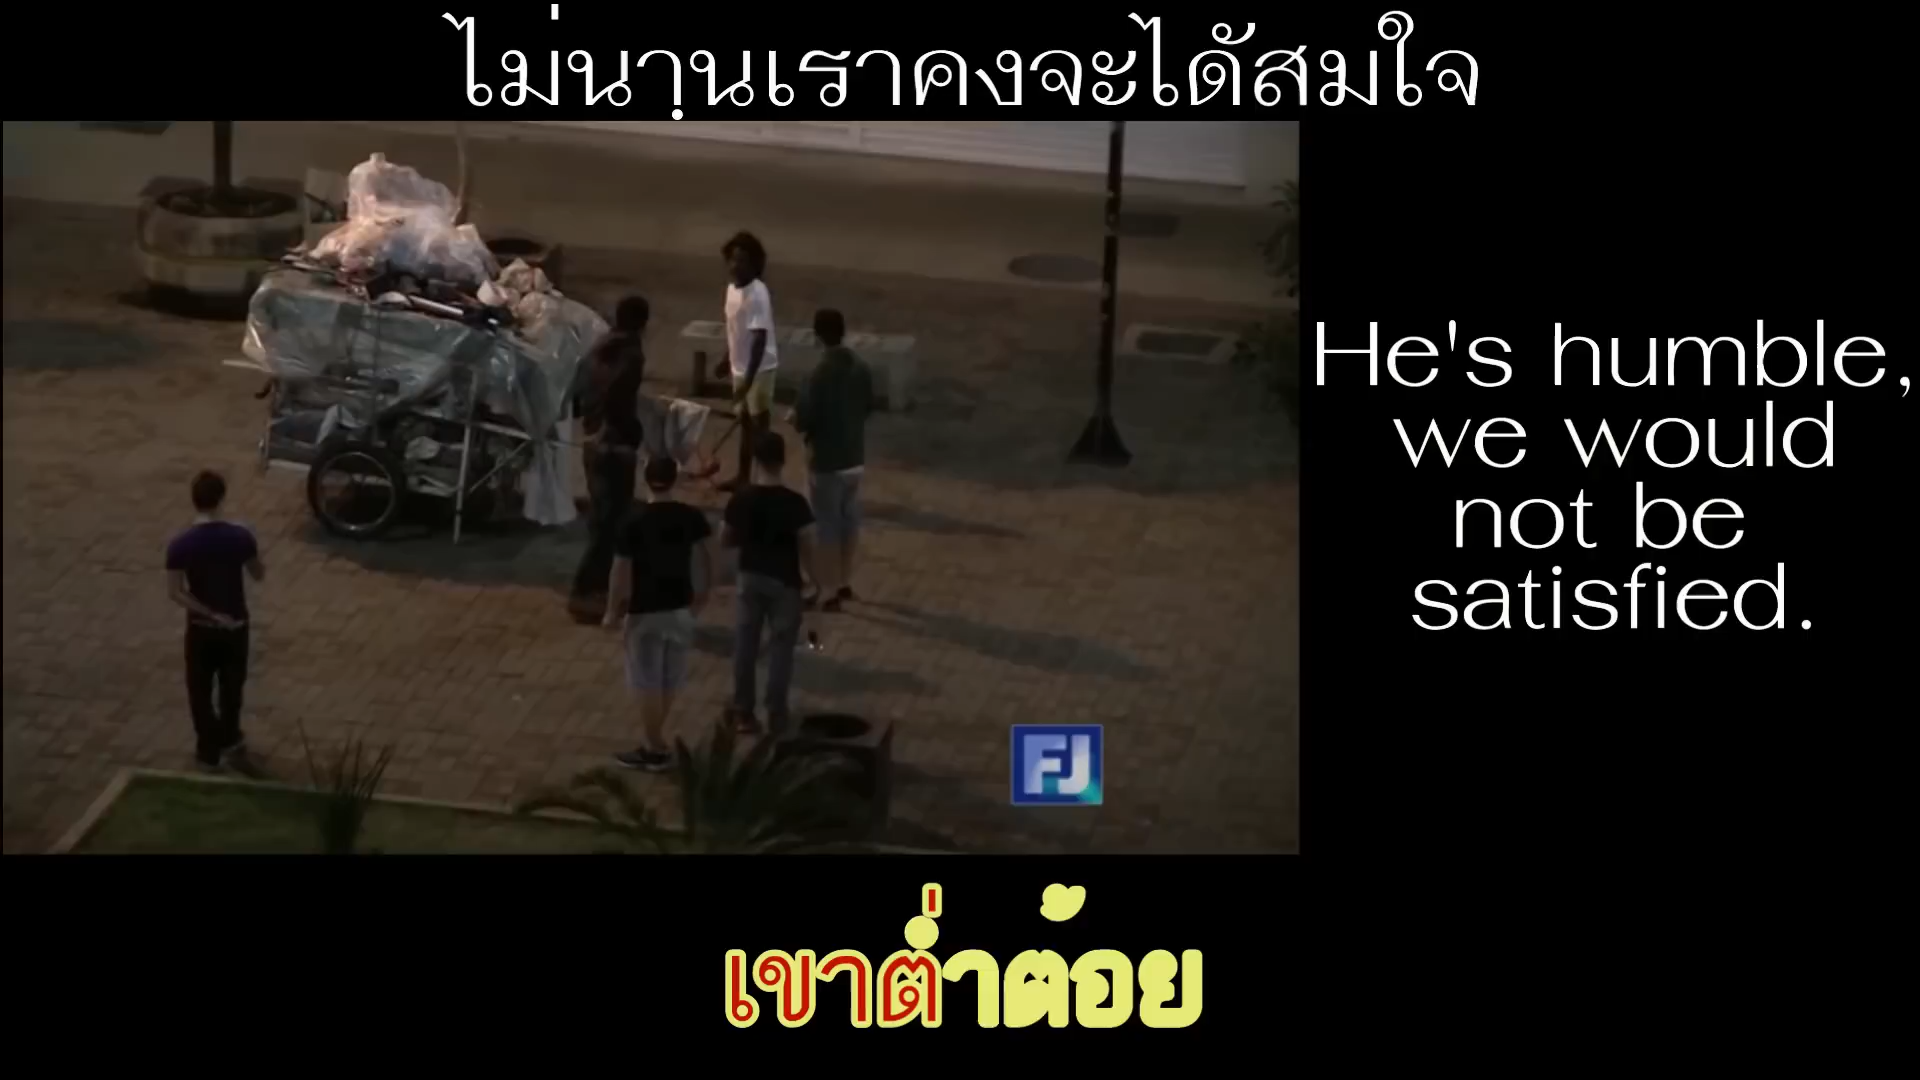 ไม่นานฺเราคงจะได้สมใจ
He's humble,
we would
not be
satisfied.
FJ
เขาต่ำต้อย